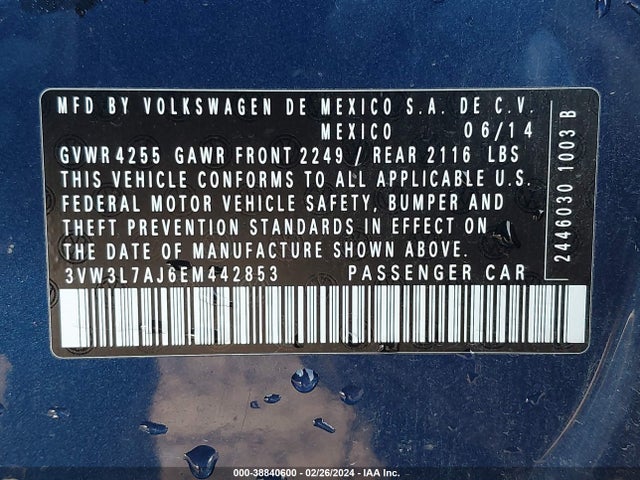 MFD BY VOLKSWAGEN DE MEXICO S.A. DE C.V.
MEXICO 06/14
GVWR 4255 GAWR FRONT 2249 / REAR 2116 LBS
THIS VEHICLE CONFORMS TO ALL APPLICABLE U.S.
FEDERAL MOTOR VEHICLE SAFETY, BUMPER AND
THEFT PREVENTION STANDARDS IN EFFECT ON
THE DATE OF MANUFACTURE SHOWN ABOVE.
3VW3L7AJ6EM442853 PASSENGER CAR
2446030 1003 B
000-38840600 - 02/26/2024 - IAA Inc.